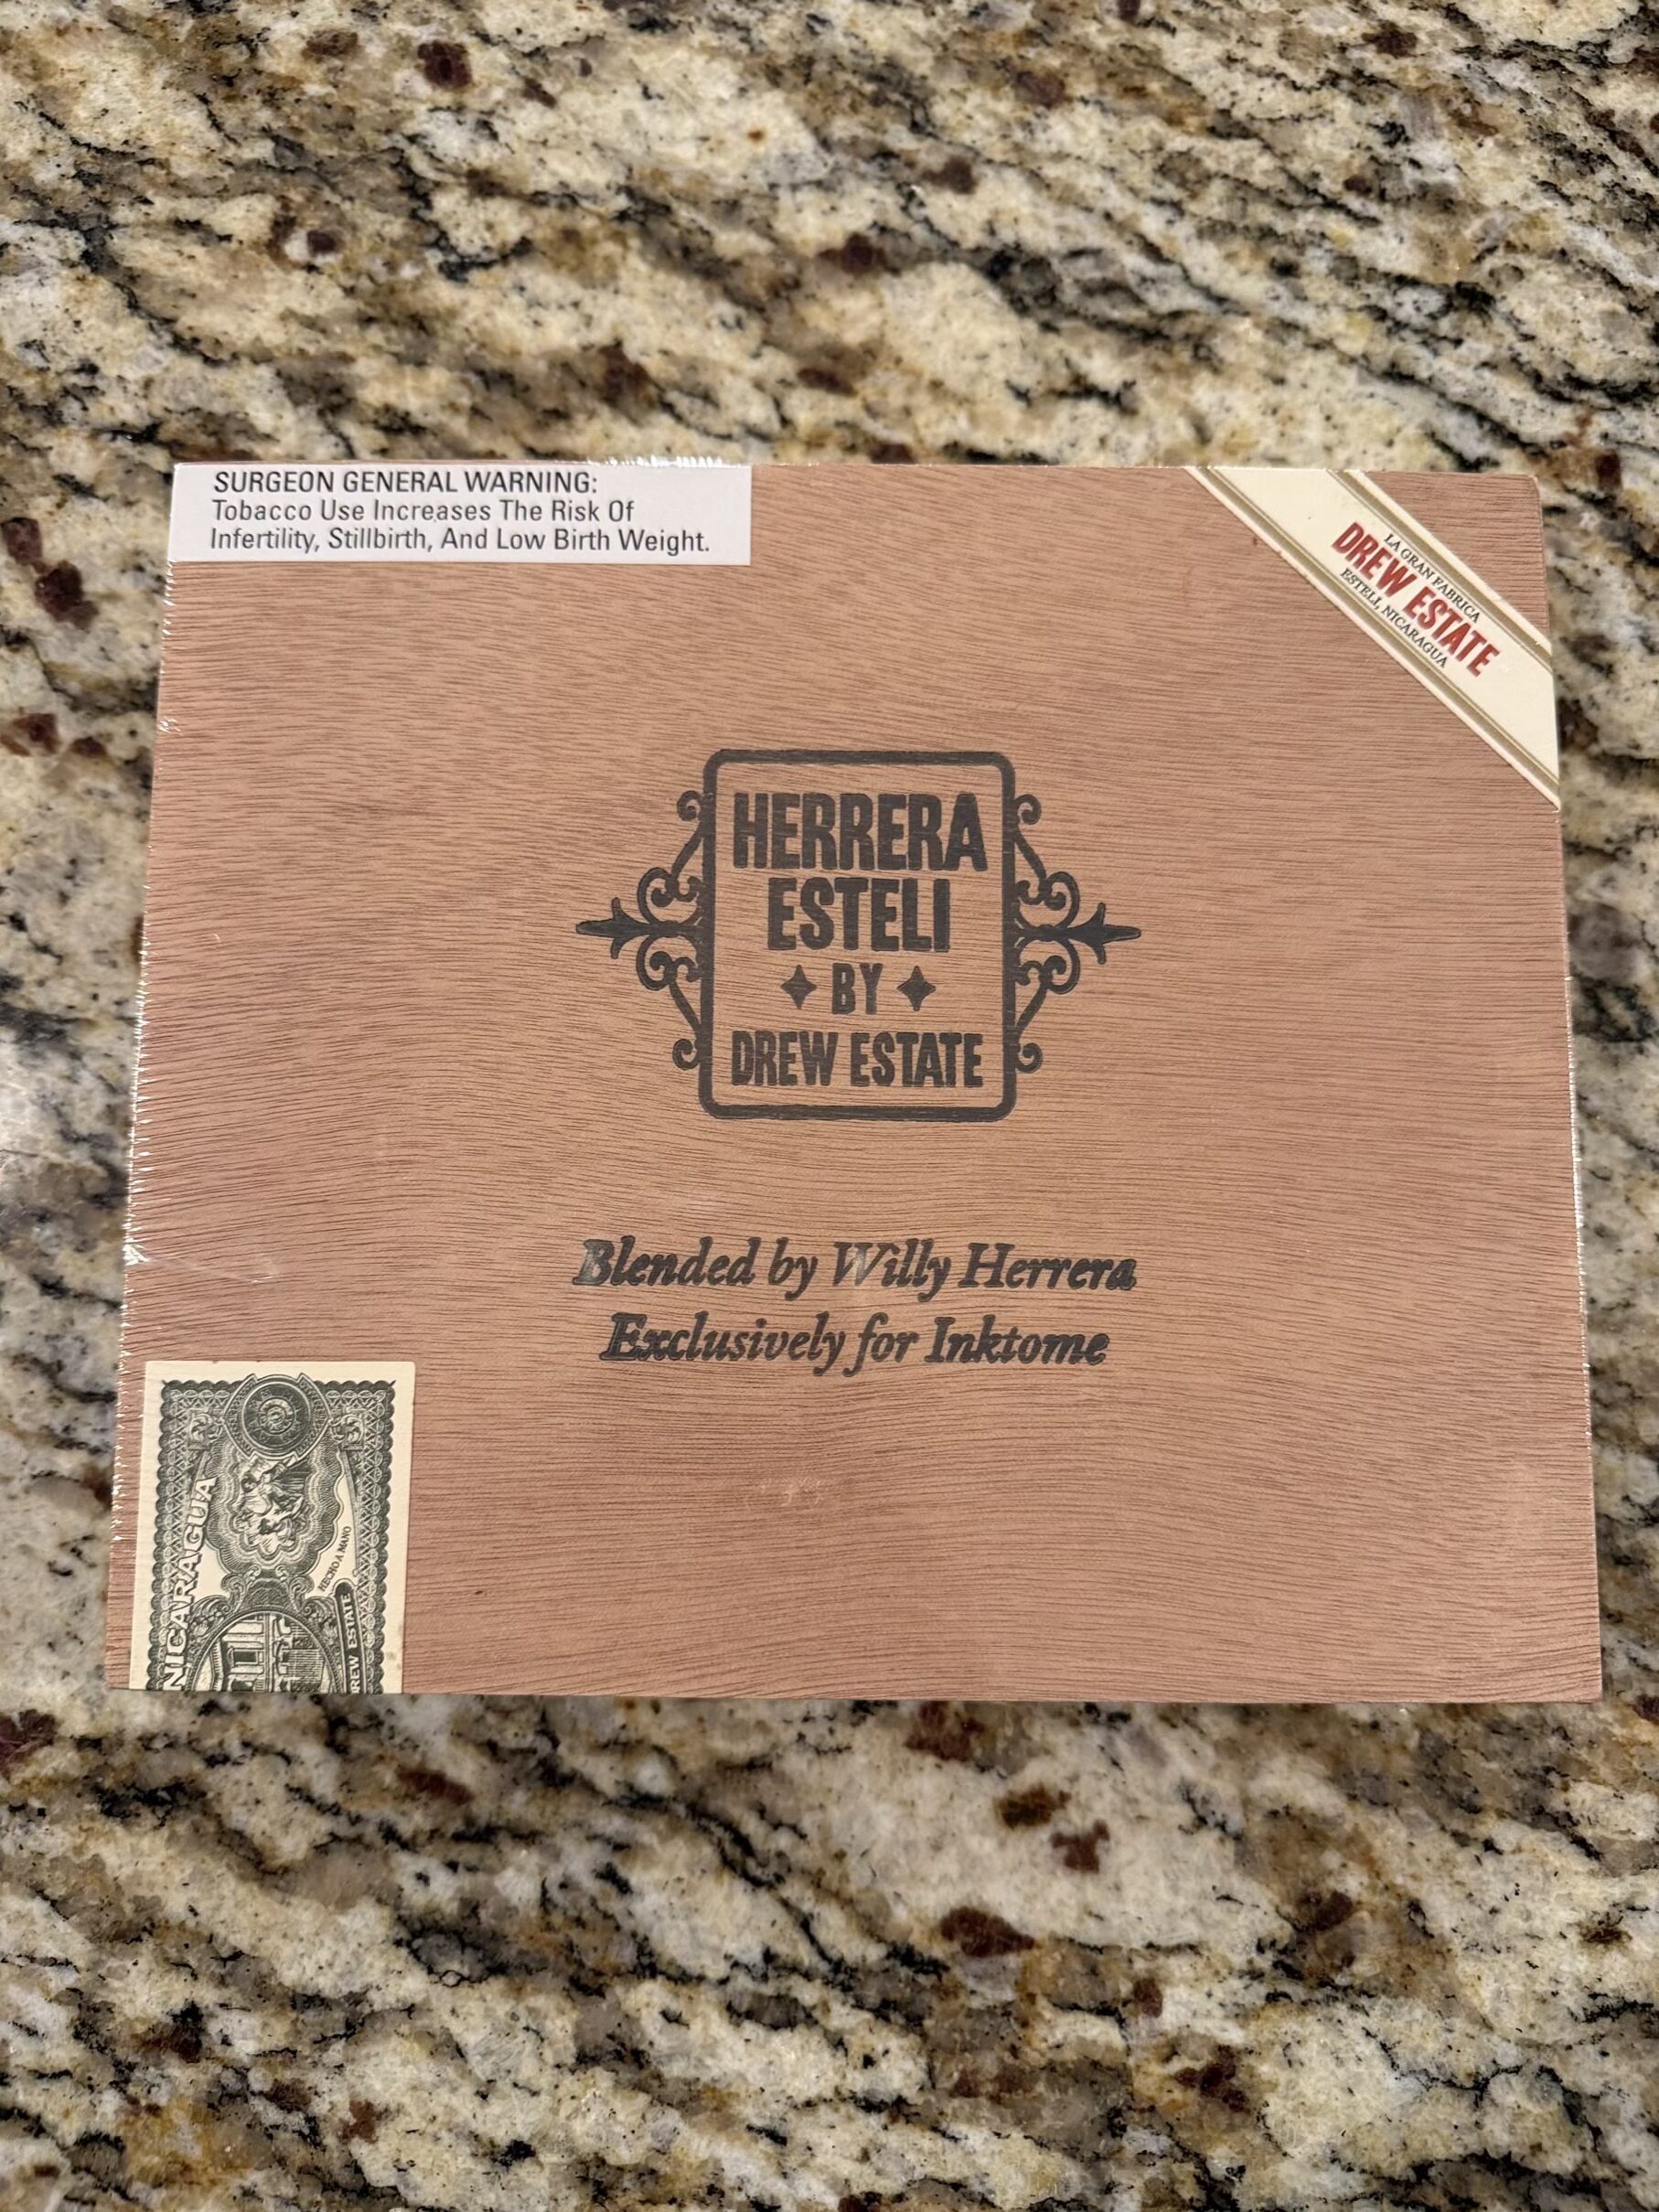 SURGEON GENERAL WARNING:
Tobacco Use Increases The Risk Of
Infertility, Stillbirth, And Low Birth Weight.
LA GRAN FABRICA
DREW ESTATE
ESTELI, NICARAGUA
HERRERA
ESTELI
BY
DREW ESTATE
Blended by Willy Herrera
Exclusively for Inktome
NICARAGUA
HECHO A MANO
DREW ESTATE